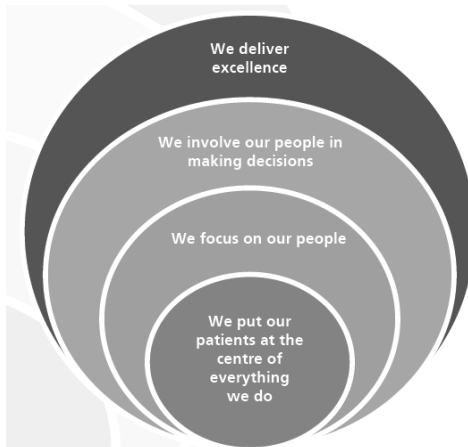 We deliver
excellence
We involve our people in
making decisions
We focus on our people
We put our
patients at the
centre of
everything
we do